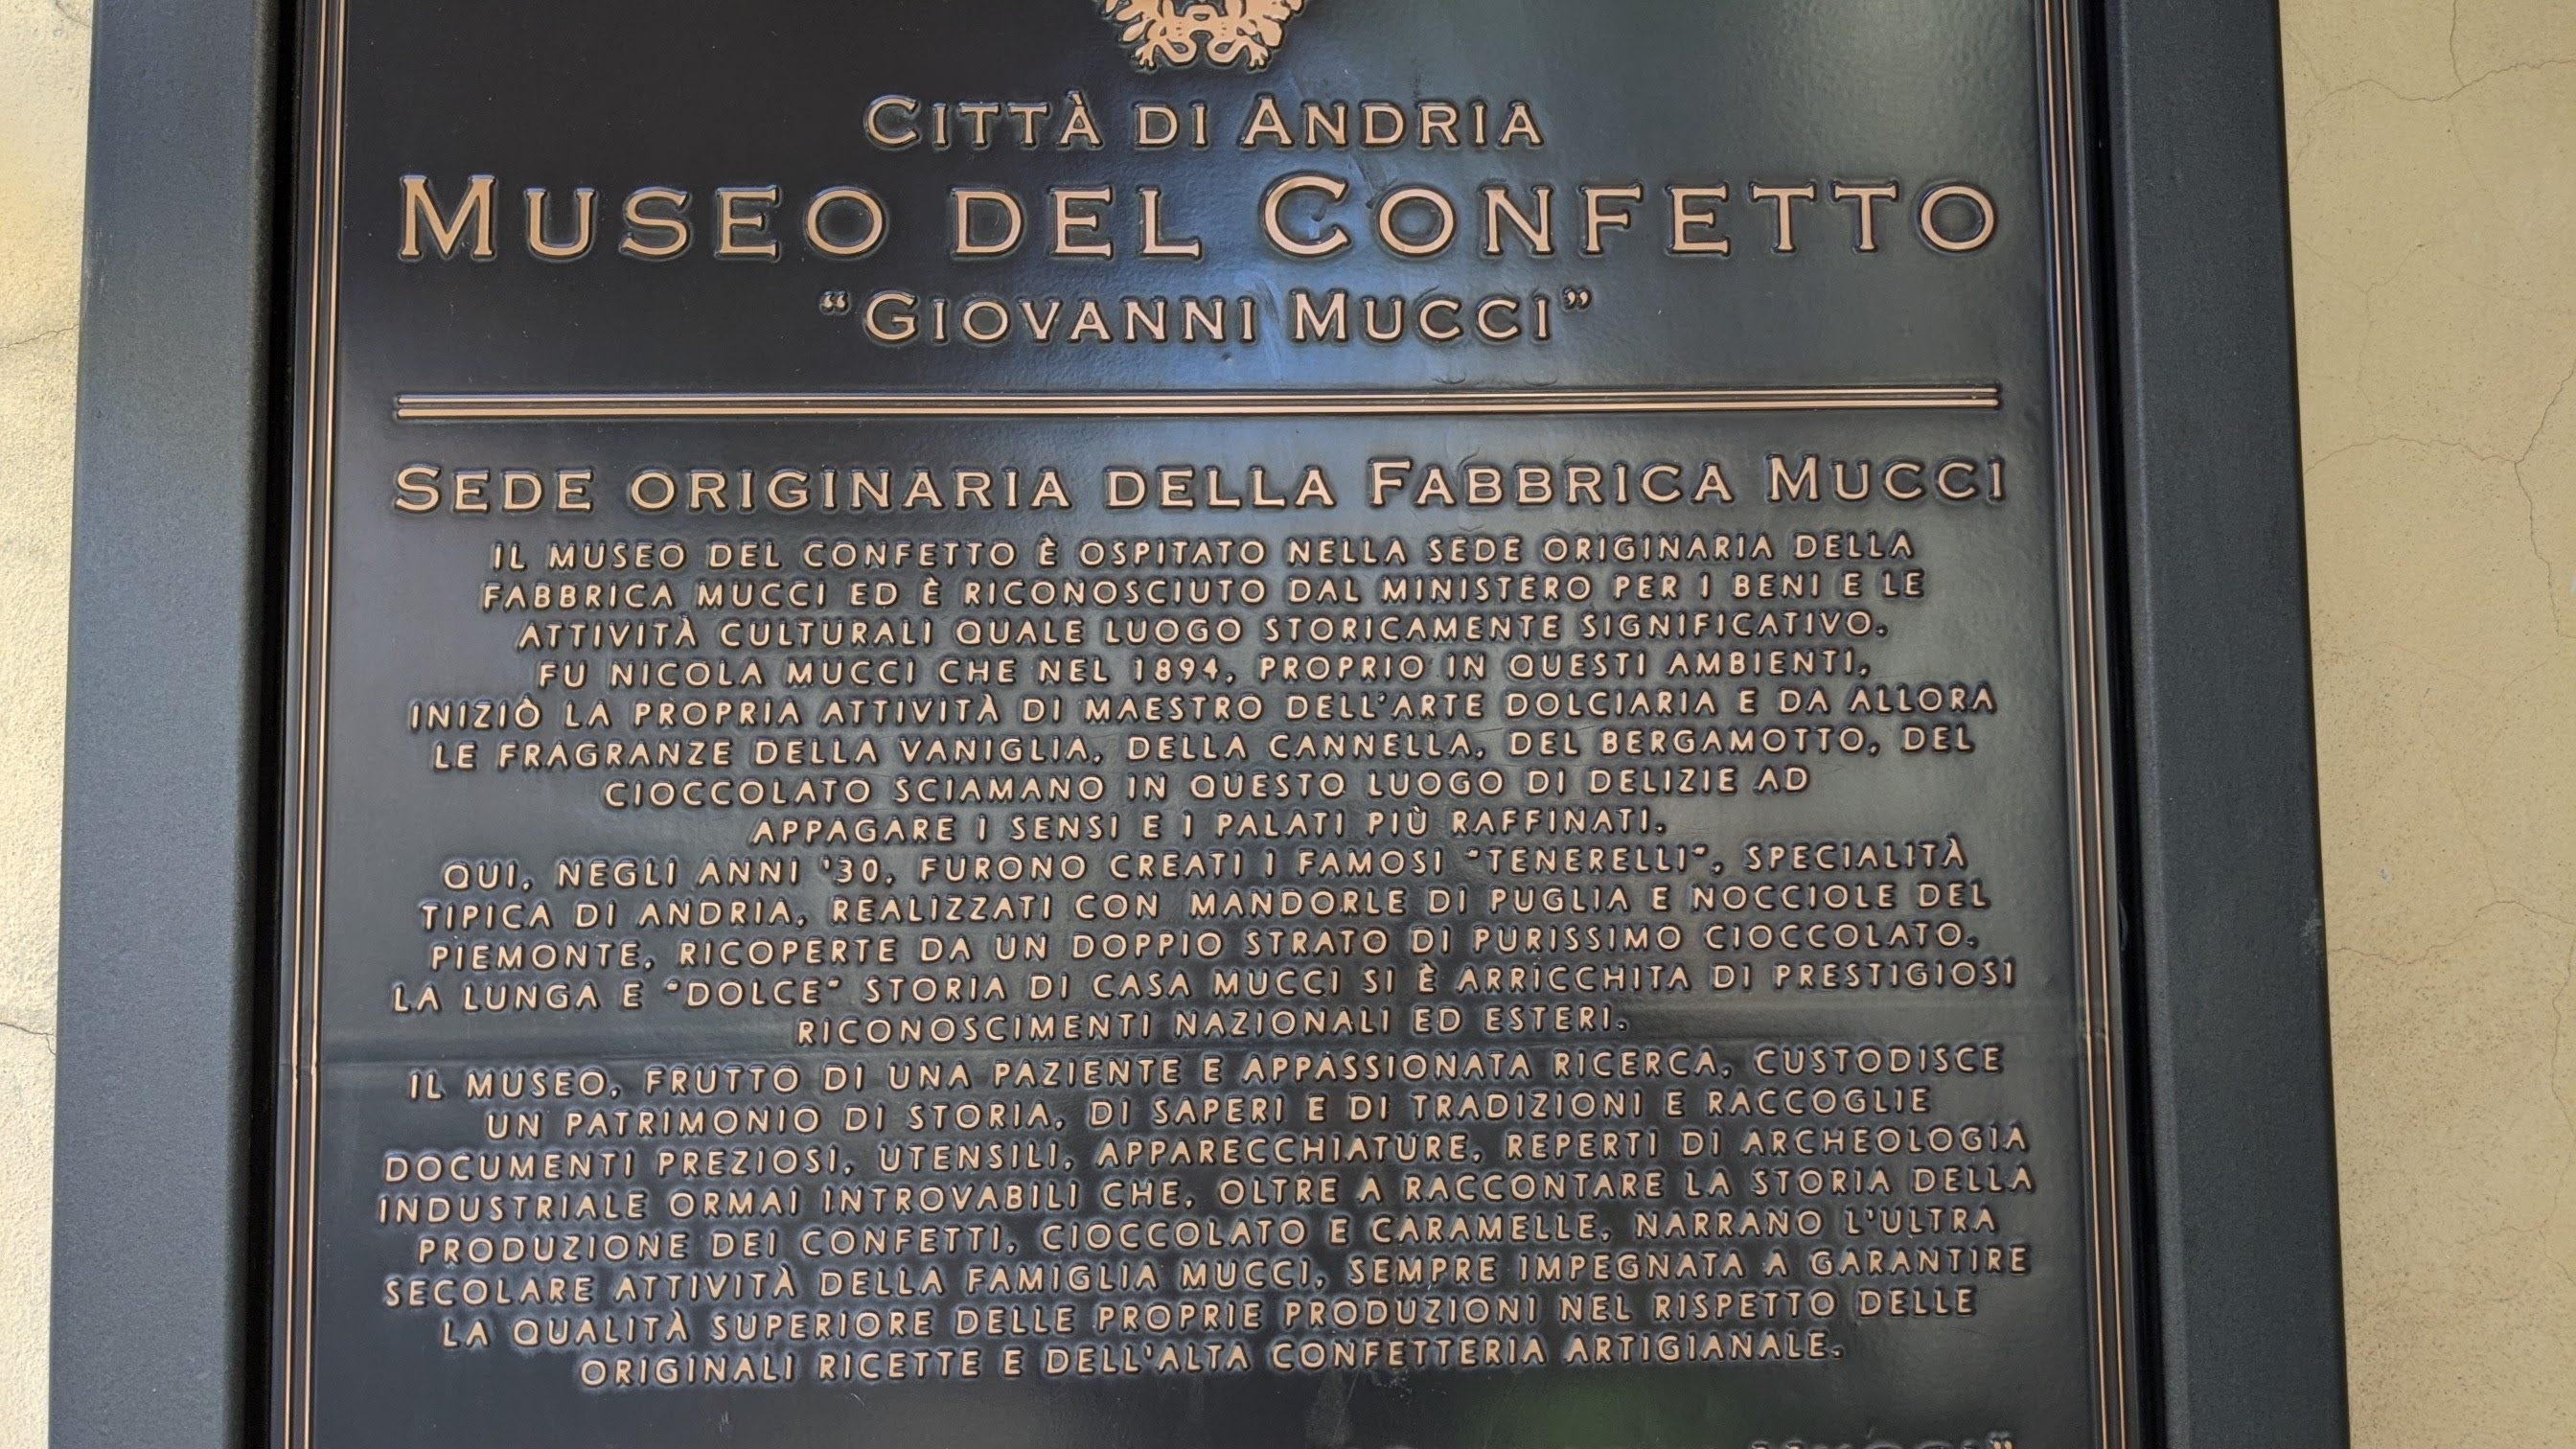 CITTÀ DI ANDRIA
MUSEO DEL CONFETTO
“GIOVANNI MUCCI”
SEDE ORIGINARIA DELLA FABBRICA MUCCI
IL MUSEO DEL CONFETTO È OSPITATO NELLA SEDE ORIGINARIA DELLA
FABBRICA MUCCI ED È RICONOSCIUTO DAL MINISTERO PER I BENI E LE
ATTIVITÀ CULTURALI QUALE LUOGO STORICAMENTE SIGNIFICATIVO.
FU NICOLA MUCCI CHE NEL 1894, PROPRIO IN QUESTI AMBIENTI,
INIZIÒ LA PROPRIA ATTIVITÀ DI MAESTRO DELL'ARTE DOLCIARIA E DA ALLORA
LE FRAGRANZE DELLA VANIGLIA, DELLA CANNELLA, DEL BERGAMOTTO, DEL
CIOCCOLATO SCIAMANO IN QUESTO LUOGO DI DELIZIE AD
APPAGARE I SENSI E I PALATI PIÙ RAFFINATI.
QUI, NEGLI ANNI '30, FURONO CREATI I FAMOSI "TENERELLI", SPECIALITÀ
TIPICA DI ANDRIA, REALIZZATI CON MANDORLE DI PUGLIA E NOCCIOLE DEL
PIEMONTE, RICOPERTE DA UN DOPPIO STRATO DI PURISSIMO CIOCCOLATO.
LA LUNGA E "DOLCE" STORIA DI CASA MUCCI SI È ARRICCHITA DI PRESTIGIOSI
RICONOSCIMENTI NAZIONALI ED ESTERI.
IL MUSEO, FRUTTO DI UNA PAZIENTE E APPASSIONATA RICERCA, CUSTODISCE
UN PATRIMONIO DI STORIA, DI SAPERI E DI TRADIZIONI E RACCOGLIE
DOCUMENTI PREZIOSI, UTENSILI, APPARECCHIATURE, REPERTI DI ARCHEOLOGIA
INDUSTRIALE ORMAI INTROVABILI CHE, OLTRE A RACCONTARE LA STORIA DELLA
PRODUZIONE DEI CONFETTI, CIOCCOLATO E CARAMELLE, NARRANO L'ULTRA
SECOLARE ATTIVITÀ DELLA FAMIGLIA MUCCI, SEMPRE IMPEGNATA A GARANTIRE
LA QUALITÀ SUPERIORE DELLE PROPRIE PRODUZIONI NEL RISPETTO DELLE
ORIGINALI RICETTE E DELL'ALTA CONFETTERIA ARTIGIANALE.